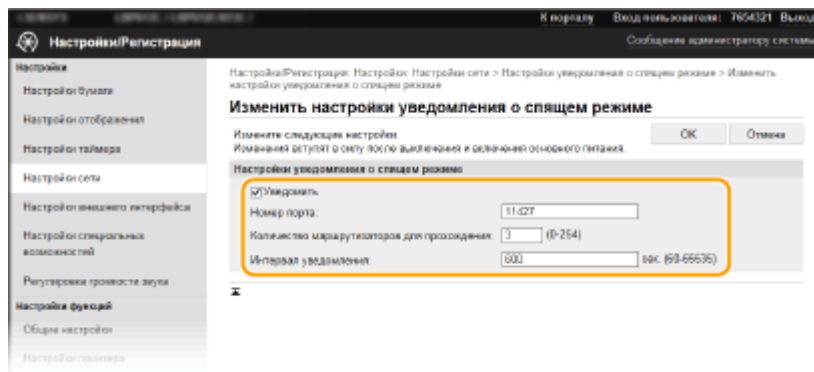 К порталу Вход пользователя: 7654321 Выход
Настройки/Регистрация
Сообщение администратору системы
Настройки
Настройки бумаги
Настройки отображения
Настройки таймера
Настройки сети
Настройки внешнего интерфейса
Настройки специальных
возможностей
Регулировка громкости звука
Настройки функций
Общие настройки
Настройки принтера
Настройки/Регистрация: Настройки: Настройки сети > Настройки уведомления о спящем режиме > Изменить
настройки уведомления о спящем режиме
Изменить настройки уведомления о спящем режиме
Измените следующие настройки.
Изменения вступят в силу после выключения и включения основного питания.
OK Отмена
Настройки уведомления о спящем режиме
Уведомить
Номер порта: 11427
Количество маршрутизаторов для прохождения: 3 (0-254)
Интервал уведомления: 600 сек. (60-65535)